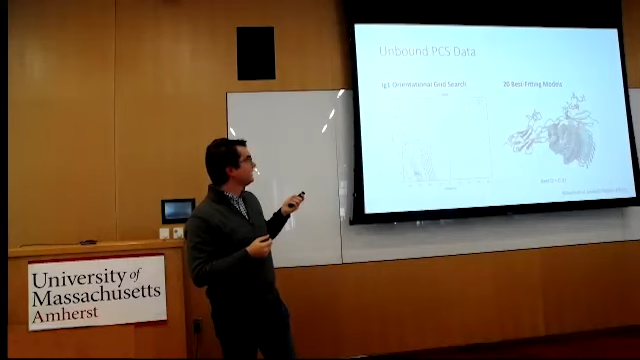 Unbound PCS Data
Ig1 Orientational Grid Search
20 Best-Fitting Models
University of
Massachusetts
Amherst